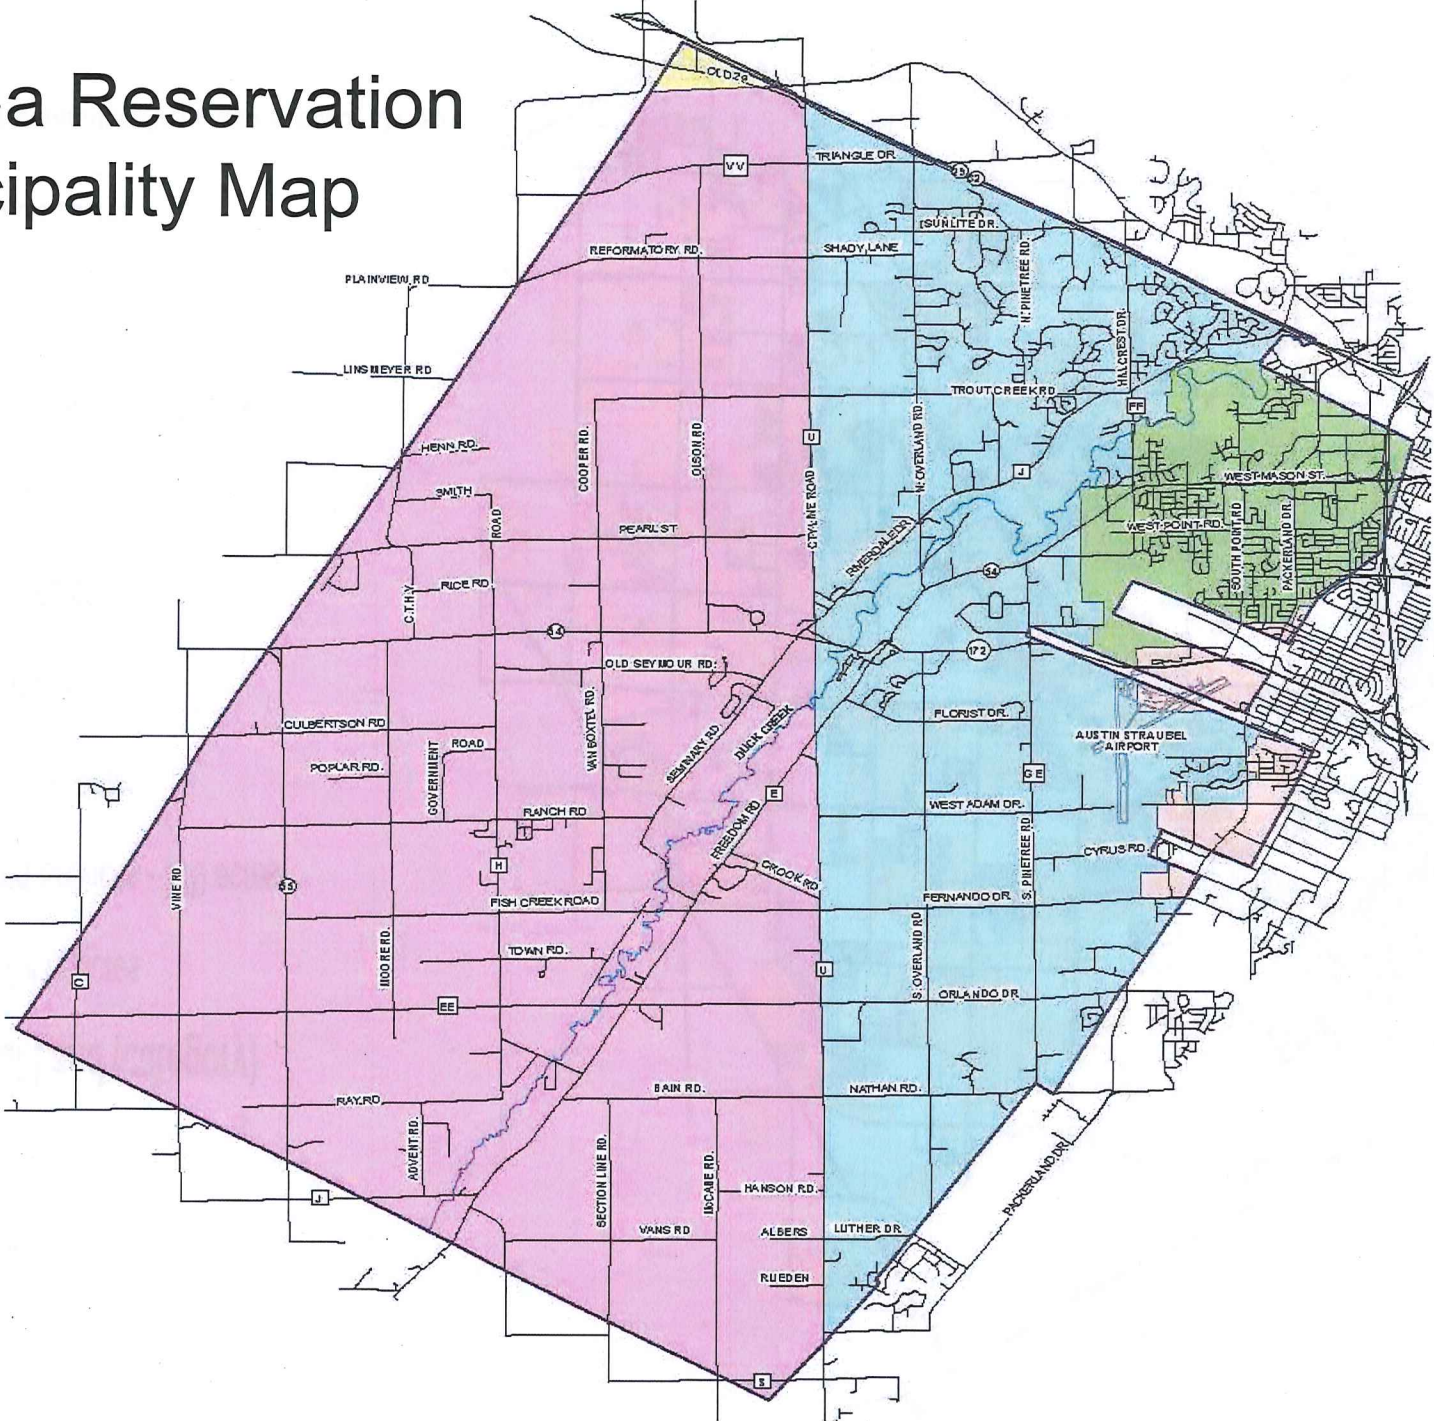 a Reservation
cipality Map
OLD 29
VV
TRIANGLE DR
SUNLITE DR.
REFORMATORY RD.
SHADY LANE
PLAINVIEW RD
N. PINETREE RD.
HALCREST DR.
LINSMEYER RD
TROUT CREEK RD
FF
HENN RD.
COOPER RD.
OLSON RD
U
N. OVERLAND RD.
J
WEST MASON ST.
SMITH
ROAD
CTY LINE ROAD
PEARL ST
WEST POINT RD.
SOUTH POINT RD
PACKERLAND DR.
RIVERDALE DR
54
RICE RD
C.T.H.Y
54
OLD SEYMOUR RD.
172
CULBERTSON RD
VAN BOXTEL RD.
SEMINARY RD
DUCK CREEK
FLORIST DR.
AUSTIN STRAUBEL
AIRPORT
ROAD
POPLAR RD.
GOVERNMENT
GE
E
RANCH RD
WEST ADAM DR.
FREEDOM RD
S. PINETREE RD
CYRUS RD.
VINE RD.
H
CROOK RD
55
FISH CREEK ROAD
FERNANDO DR
MOORE RD.
TOWN RD.
U
S. OVERLAND RD
C
EE
ORLANDO DR
RAY RD
BAIN RD.
NATHAN RD.
ADVENT RD.
SECTION LINE RD.
McCABE RD.
HANSON RD.
PACKERLAND DR
J
VANS RD
ALBERS
LUTHER DR
RUEDEN
S